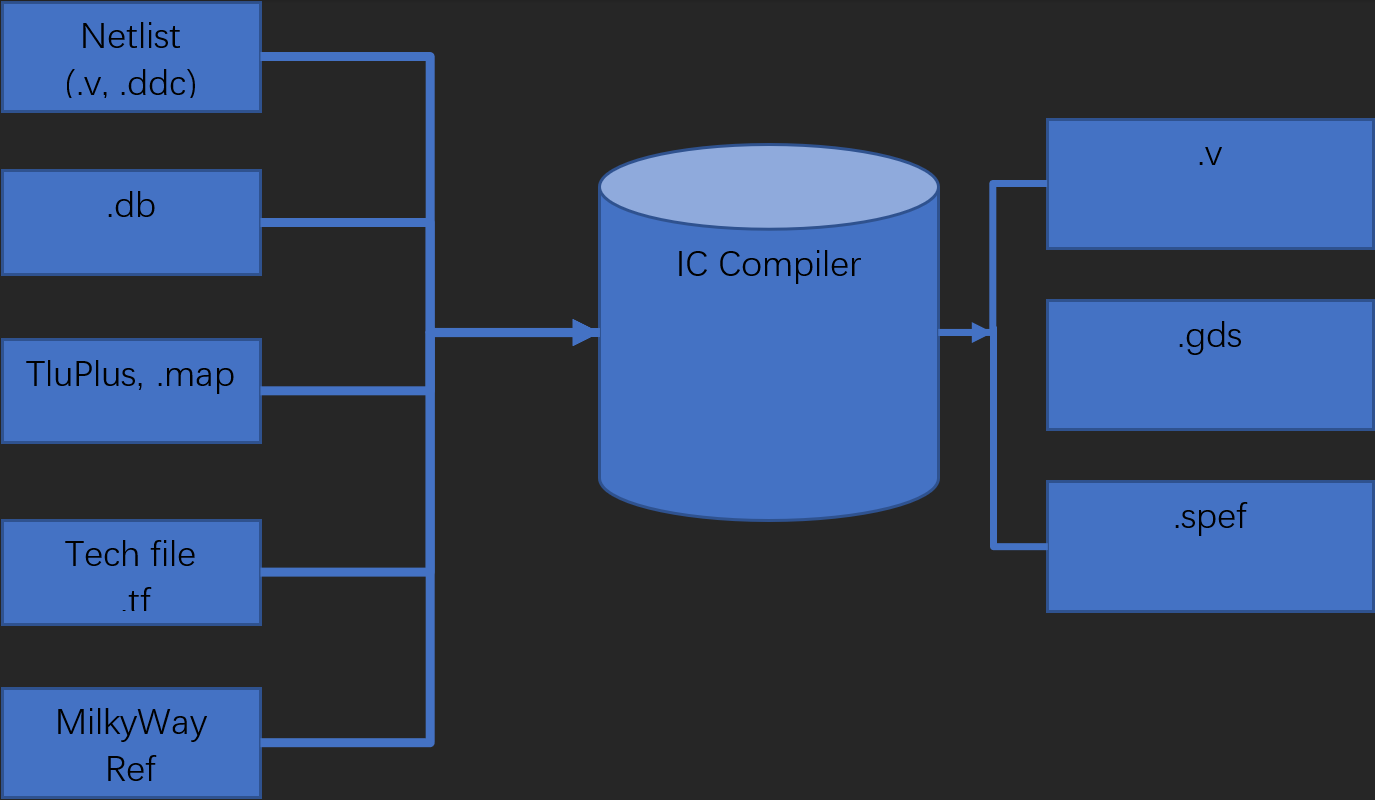 Netlist
(.v, .ddc)
.db
TluPlus, .map
Tech file
.tf
MilkyWay
Ref
IC Compiler
.v
.gds
.spef